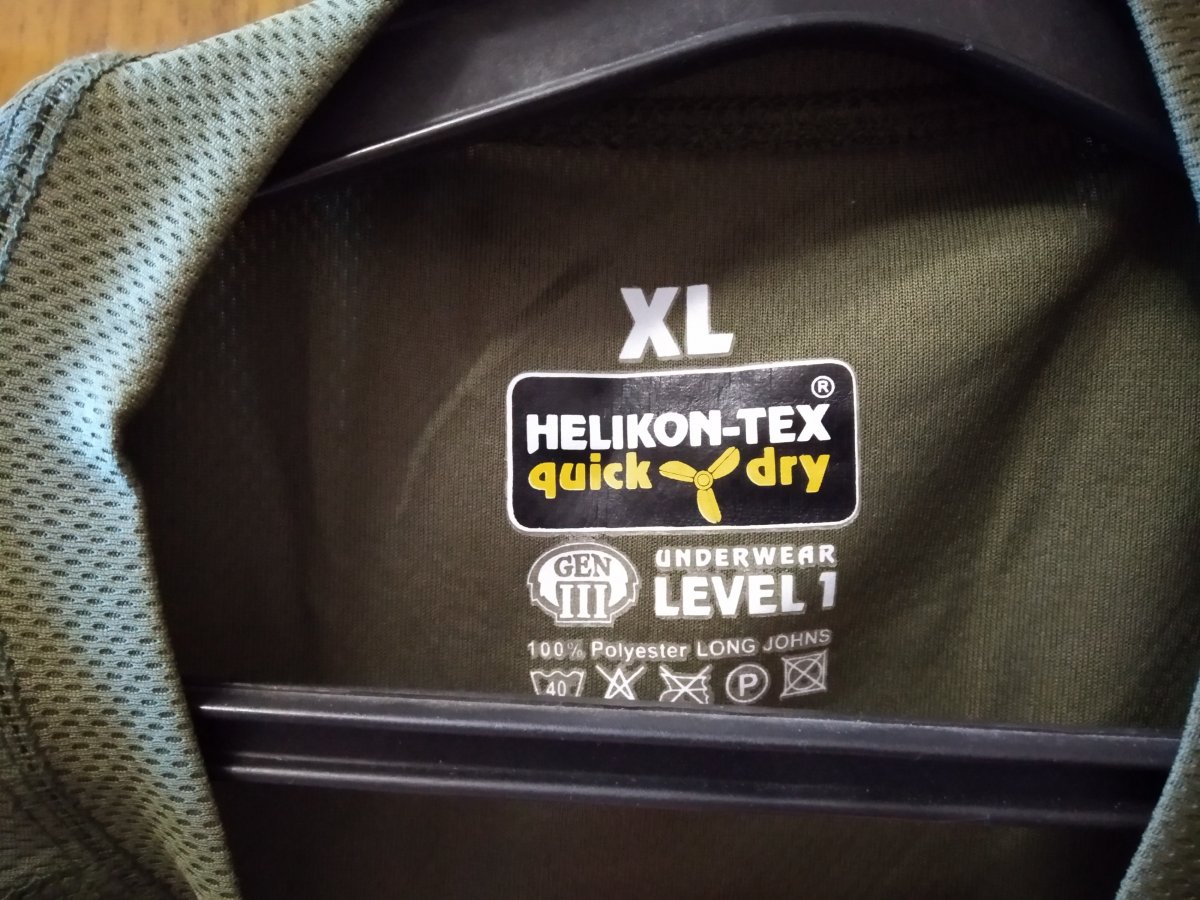 XL
®
HELIKON-TEX
quick dry
GEN III
UNDERWEAR
LEVEL 1
100% Polyester LONG JOHNS
40 P